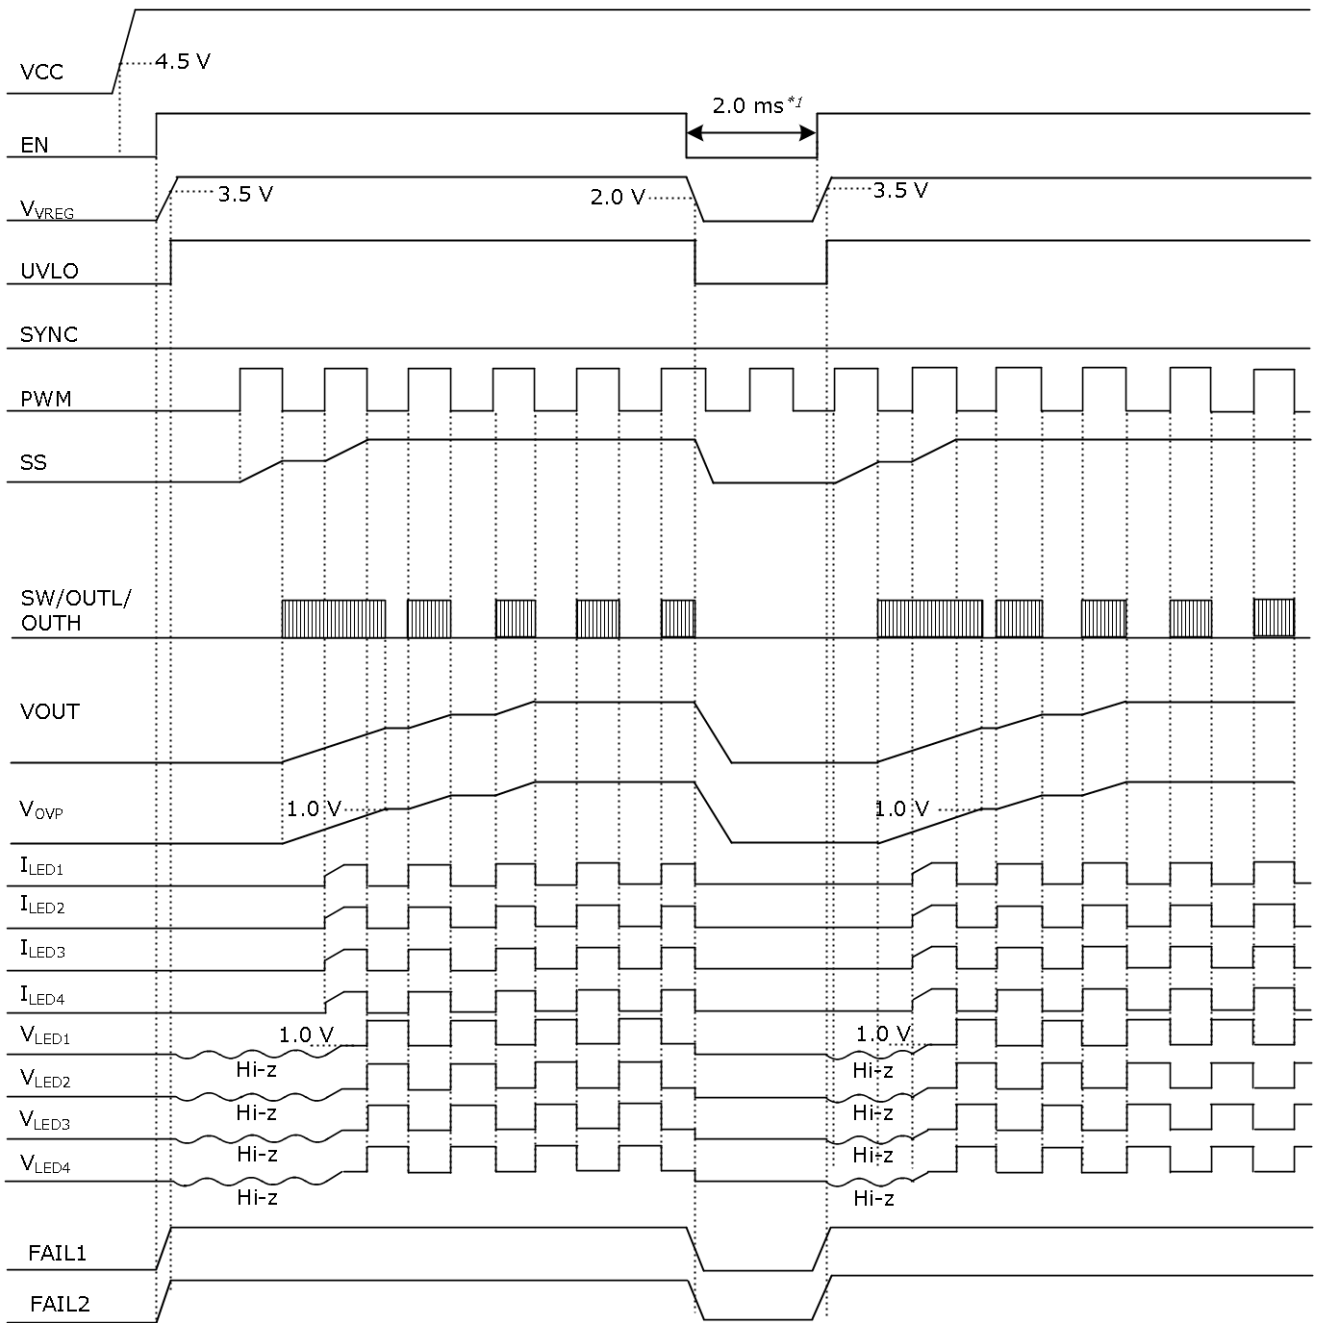 VCC
4.5 V
EN
2.0 ms*1
VVREG
3.5 V
2.0 V
3.5 V
UVLO
SYNC
PWM
SS
SW/OUTL/
OUTH
VOUT
VOVP
1.0 V
1.0 V
ILED1
ILED2
ILED3
ILED4
VLED1
1.0 V
1.0 V
Hi-z
Hi-z
VLED2
Hi-z
Hi-z
VLED3
Hi-z
Hi-z
VLED4
Hi-z
Hi-z
FAIL1
FAIL2